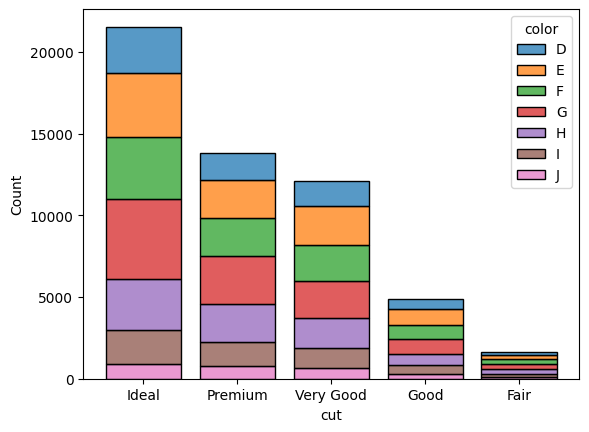 20000
15000
10000
5000
0
Count
Ideal
Premium
Very Good
Good
Fair
cut
color
D
E
F
G
H
I
J